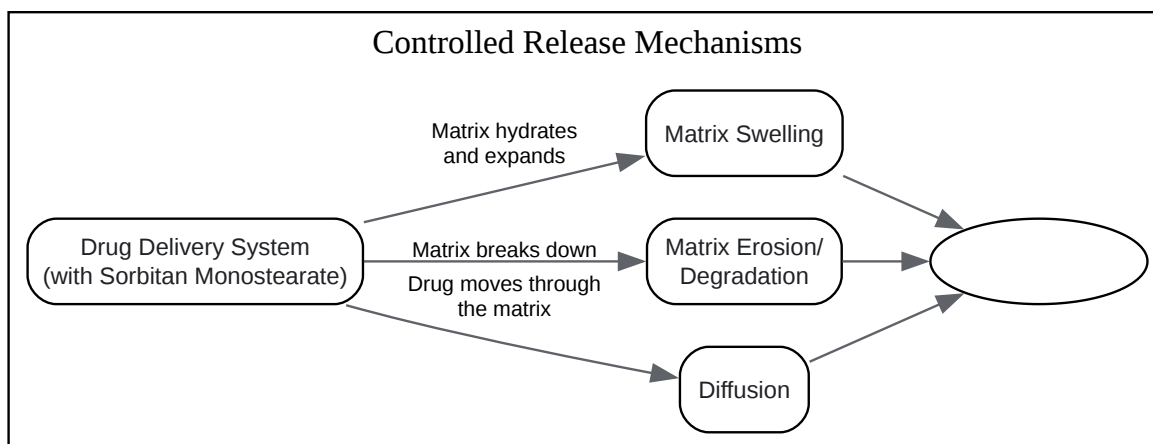 Controlled Release Mechanisms
Matrix hydrates
and expands
Matrix Swelling
Drug Delivery System
(with Sorbitan Monostearate)
Matrix breaks down
Matrix Erosion/
Degradation
Drug moves through
the matrix
Diffusion